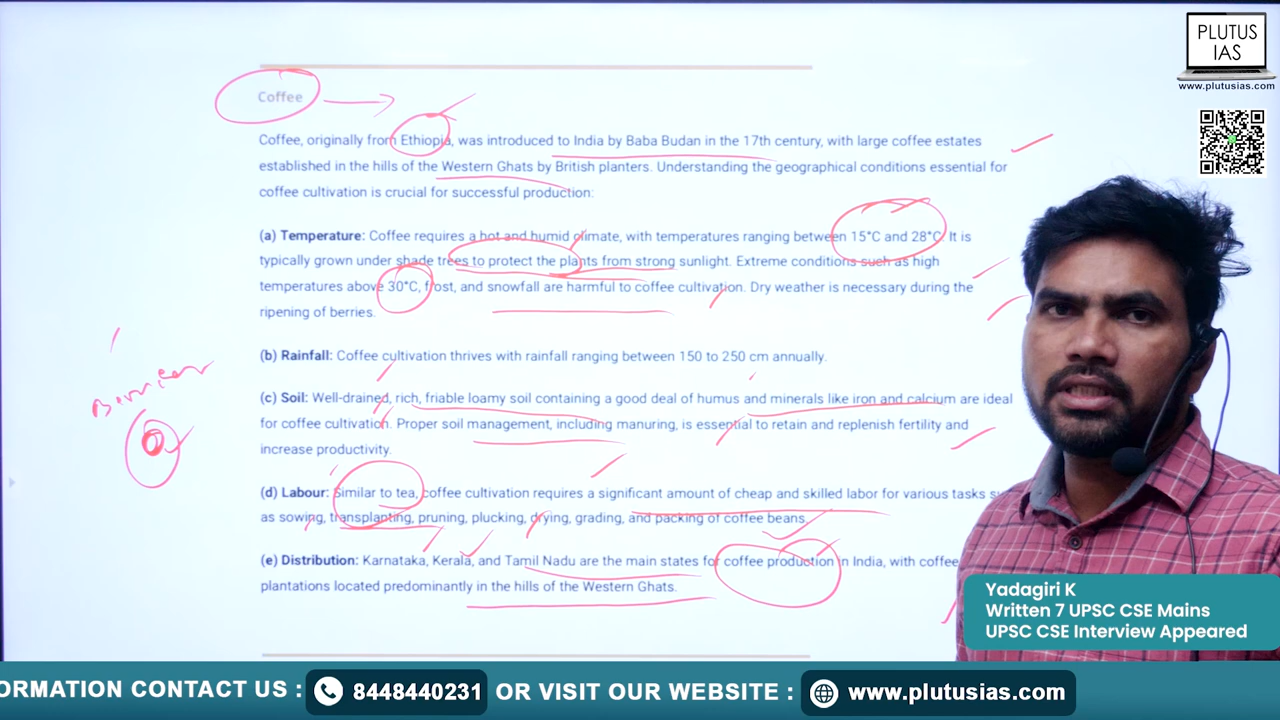 PLUTUS
IAS
www.plutusias.com
Coffee
Coffee, originally from Ethiopia, was introduced to India by Baba Budan in the 17th century, with large coffee estates
established in the hills of the Western Ghats by British planters. Understanding the geographical conditions essential for
coffee cultivation is crucial for successful production:
(a) Temperature: Coffee requires a hot and humid climate, with temperatures ranging between 15°C and 28°C. It is
typically grown under shade trees to protect the plants from strong sunlight. Extreme conditions such as high
temperatures above 30°C, frost, and snowfall are harmful to coffee cultivation. Dry weather is necessary during the
ripening of berries.
(b) Rainfall: Coffee cultivation thrives with rainfall ranging between 150 to 250 cm annually.
Berries
(c) Soil: Well-drained, rich, friable loamy soil containing a good deal of humus and minerals like iron and calcium are ideal
for coffee cultivation. Proper soil management, including manuring, is essential to retain and replenish fertility and
increase productivity.
(d) Labour: Similar to tea, coffee cultivation requires a significant amount of cheap and skilled labor for various tasks
as sowing, transplanting, pruning, plucking, drying, grading, and packing of coffee beans.
(e) Distribution: Karnataka, Kerala, and Tamil Nadu are the main states for coffee production in India, with coffee
plantations located predominantly in the hills of the Western Ghats.
Yadagiri K
Written 7 UPSC CSE Mains
UPSC CSE Interview Appeared
ORMATION CONTACT US : 8448440231 OR VISIT OUR WEBSITE : www.plutusias.com